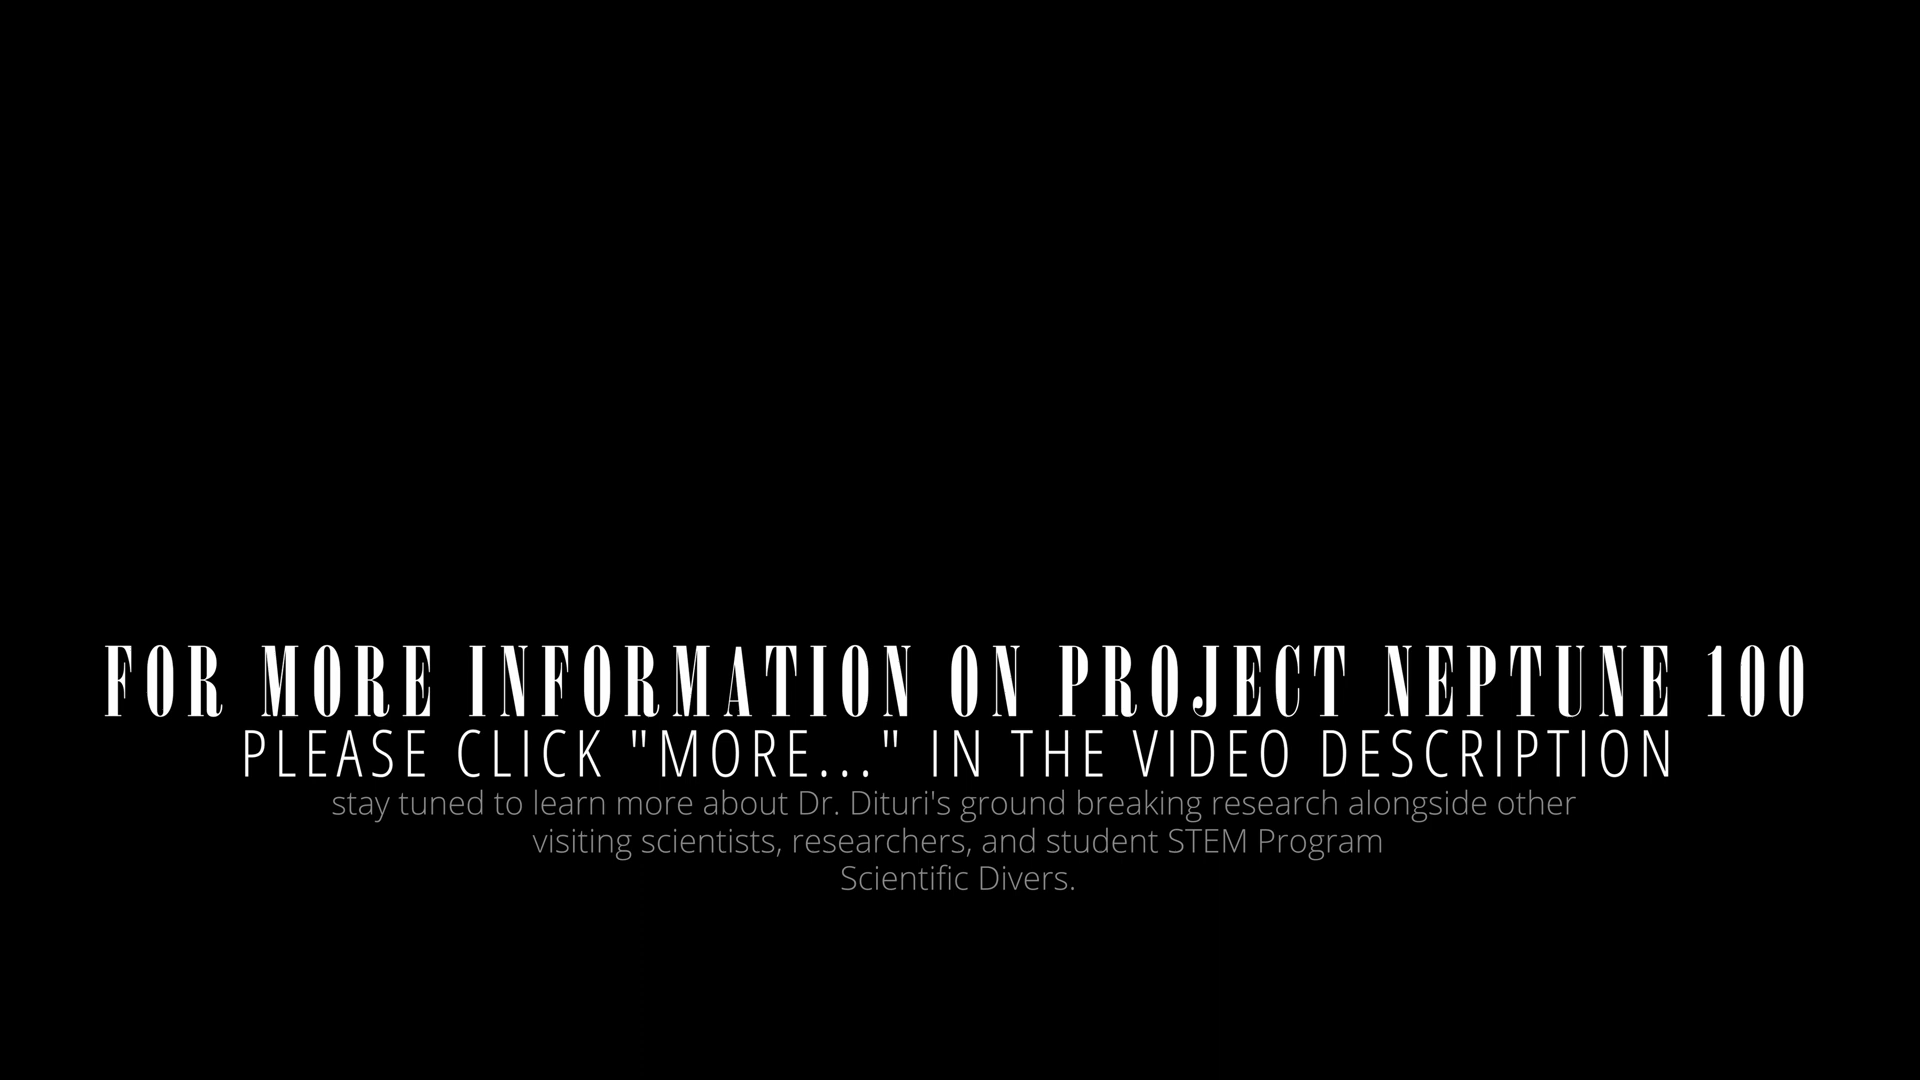 FOR MORE INFORMATION ON PROJECT NEPTUNE 100
PLEASE CLICK "MORE..." IN THE VIDEO DESCRIPTION
stay tuned to learn more about Dr. Dituri's ground breaking research alongside other
visiting scientists, researchers, and student STEM Program
Scientific Divers.